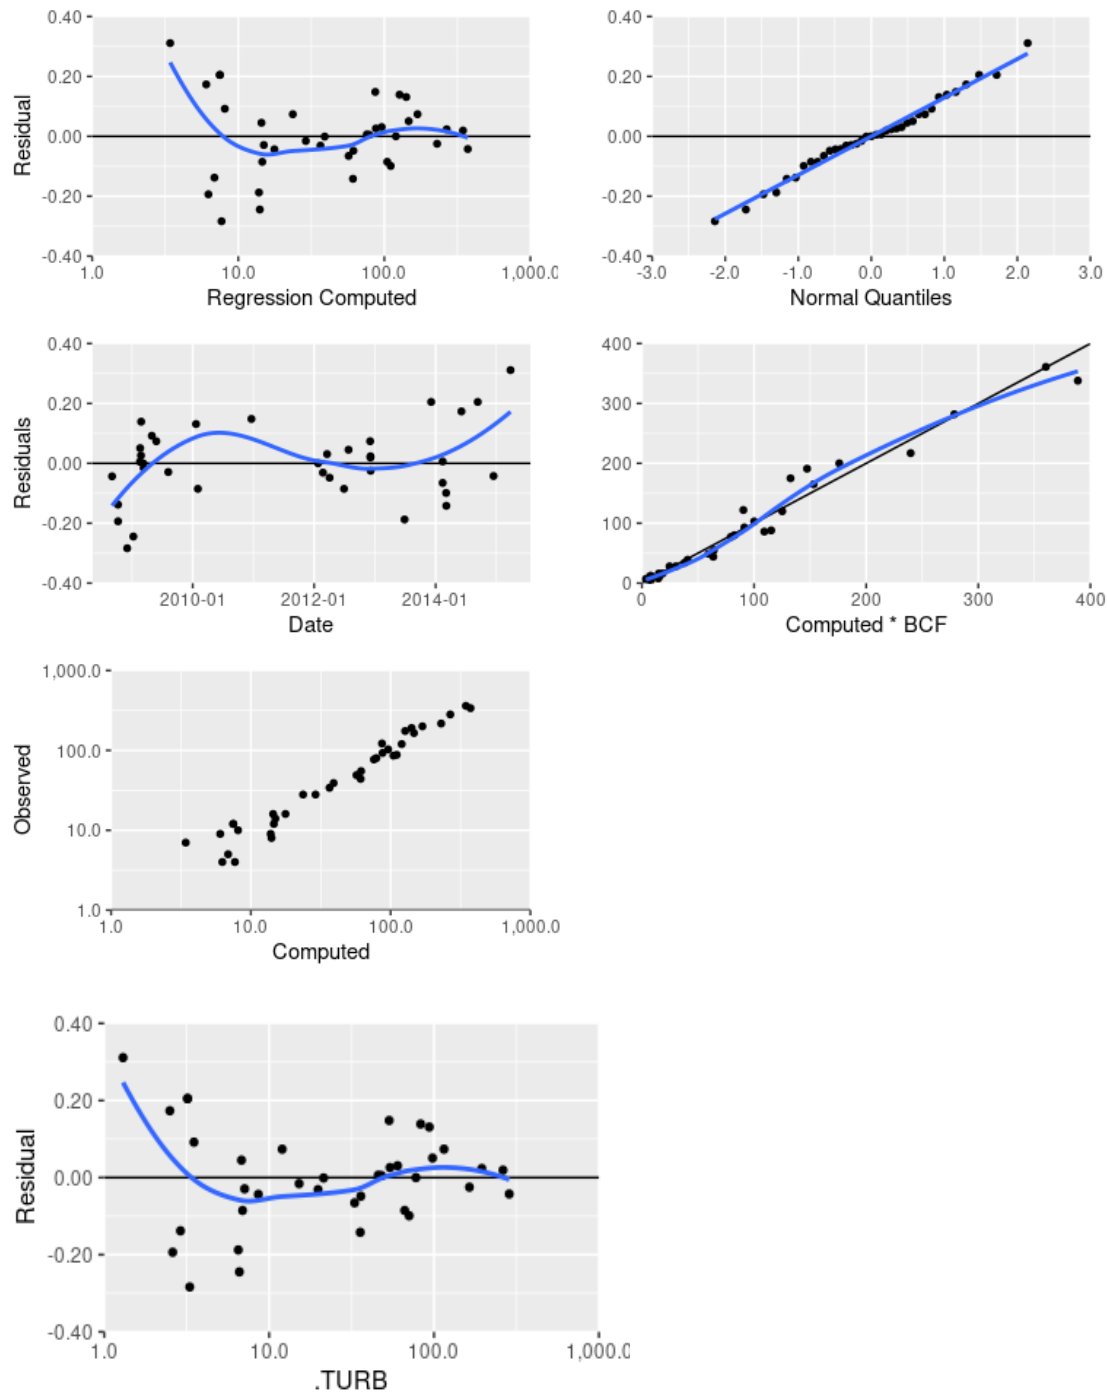 0.40
0.20
0.00
-0.20
-0.40
Residual
1.0 10.0 100.0 1,000.0
Regression Computed
0.40
0.20
0.00
-0.20
-0.40
-3.0 -2.0 -1.0 0.0 1.0 2.0 3.0
Normal Quantiles
0.40
0.20
0.00
-0.20
-0.40
Residuals
2010-01 2012-01 2014-01
Date
400
300
200
100
0
0 100 200 300 400
Computed * BCF
1,000.0
100.0
10.0
1.0
Observed
1.0 10.0 100.0 1,000.0
Computed
0.40
0.20
0.00
-0.20
-0.40
Residual
1.0 10.0 100.0 1,000.0
.TURB